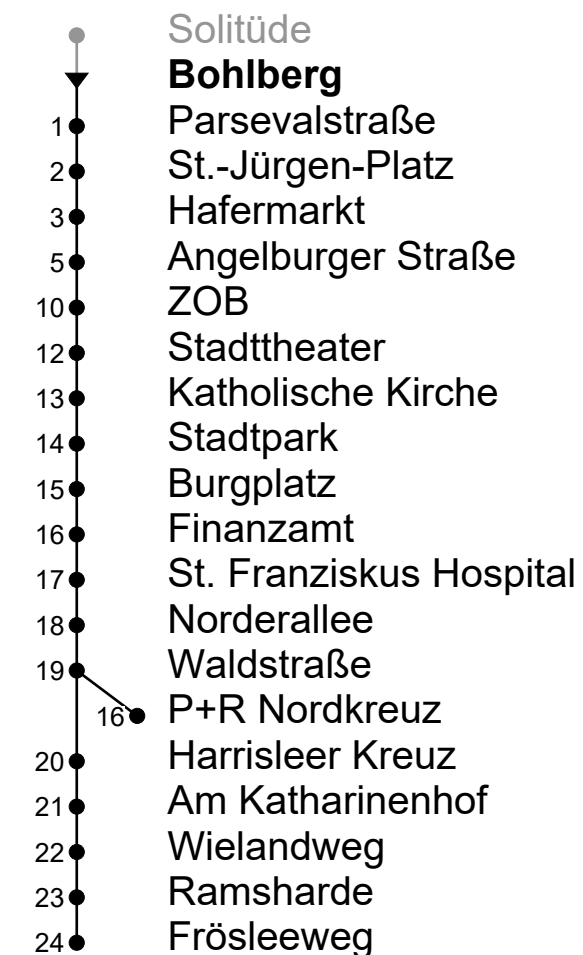 Solitüde
Bohlberg
1 Parsevalstraße
2 St.-Jürgen-Platz
3 Hafermarkt
5 Angelburger Straße
10 ZOB
12 Stadttheater
13 Katholische Kirche
14 Stadtpark
15 Burgplatz
16 Finanzamt
17 St. Franziskus Hospital
18 Norderallee
19 Waldstraße
16 P+R Nordkreuz
20 Harrisleer Kreuz
21 Am Katharinenhof
22 Wielandweg
23 Ramsharde
24 Frösleeweg